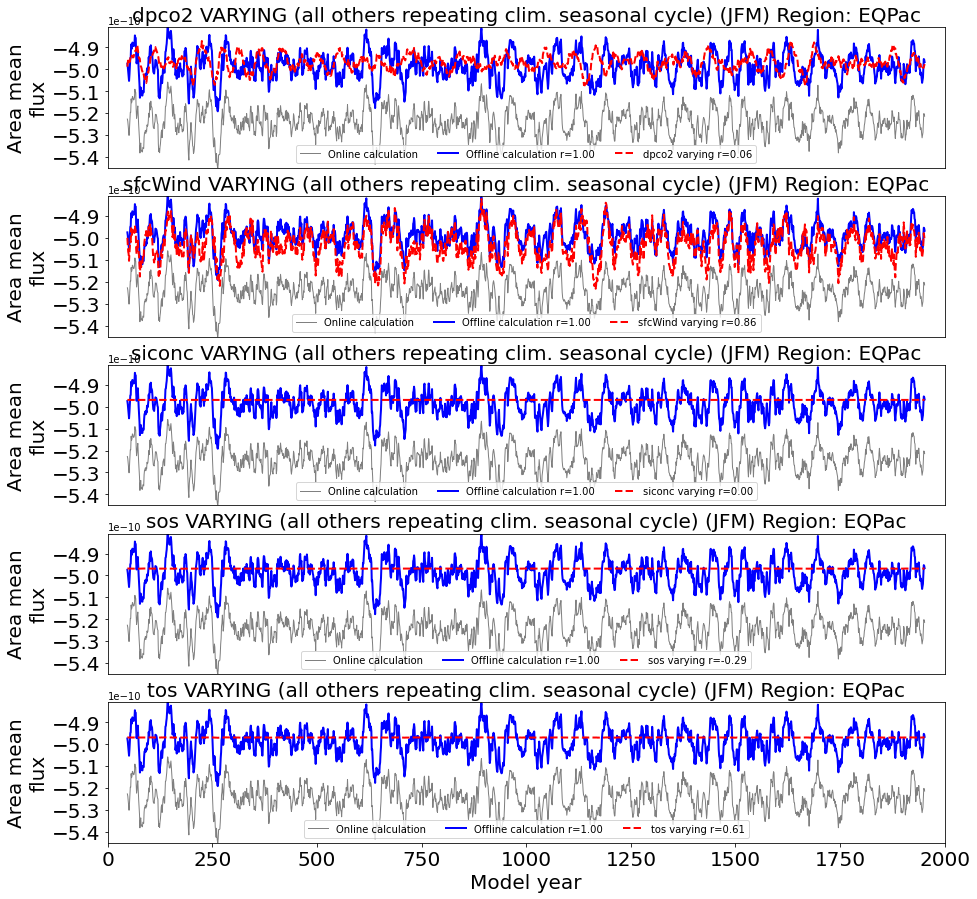 dpco2 VARYING (all others repeating clim. seasonal cycle) (JFM) Region: EQPac
1e−10
Area mean
flux
−4.9
−5.0
−5.1
−5.2
−5.3
−5.4
Online calculation Offline calculation r=1.00 dpco2 varying r=0.06
sfcWind VARYING (all others repeating clim. seasonal cycle) (JFM) Region: EQPac
1e−10
Area mean
flux
−4.9
−5.0
−5.1
−5.2
−5.3
−5.4
Online calculation Offline calculation r=1.00 sfcWind varying r=0.86
siconc VARYING (all others repeating clim. seasonal cycle) (JFM) Region: EQPac
1e−10
Area mean
flux
−4.9
−5.0
−5.1
−5.2
−5.3
−5.4
Online calculation Offline calculation r=1.00 siconc varying r=0.00
sos VARYING (all others repeating clim. seasonal cycle) (JFM) Region: EQPac
1e−10
Area mean
flux
−4.9
−5.0
−5.1
−5.2
−5.3
−5.4
Online calculation Offline calculation r=1.00 sos varying r=-0.29
tos VARYING (all others repeating clim. seasonal cycle) (JFM) Region: EQPac
1e−10
Area mean
flux
−4.9
−5.0
−5.1
−5.2
−5.3
−5.4
Online calculation Offline calculation r=1.00 tos varying r=0.61
0 250 500 750 1000 1250 1500 1750 2000
Model year